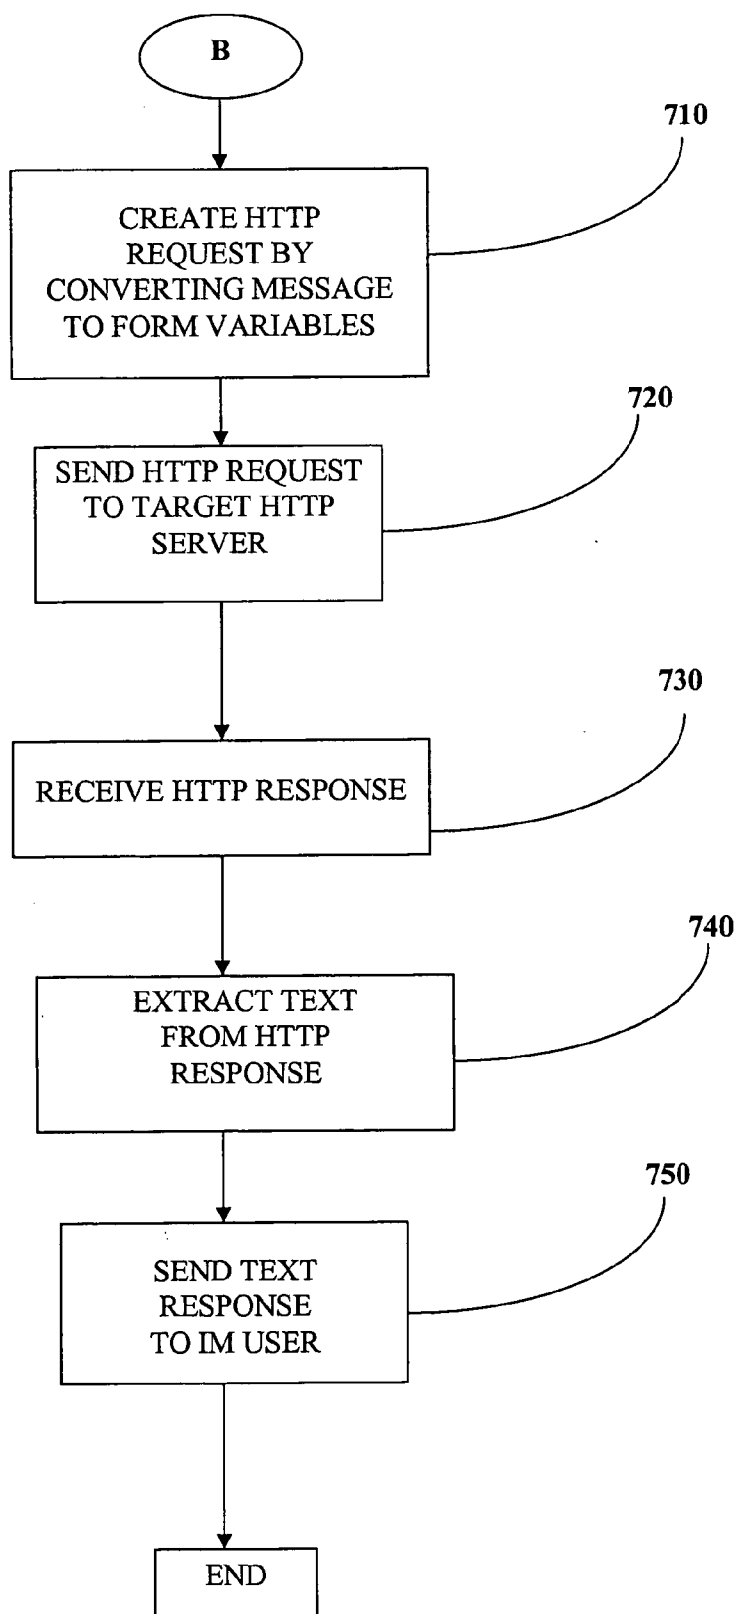 B
710
CREATE HTTP
REQUEST BY
CONVERTING MESSAGE
TO FORM VARIABLES
720
SEND HTTP REQUEST
TO TARGET HTTP
SERVER
730
RECEIVE HTTP RESPONSE
740
EXTRACT TEXT
FROM HTTP
RESPONSE
750
SEND TEXT
RESPONSE
TO IM USER
END